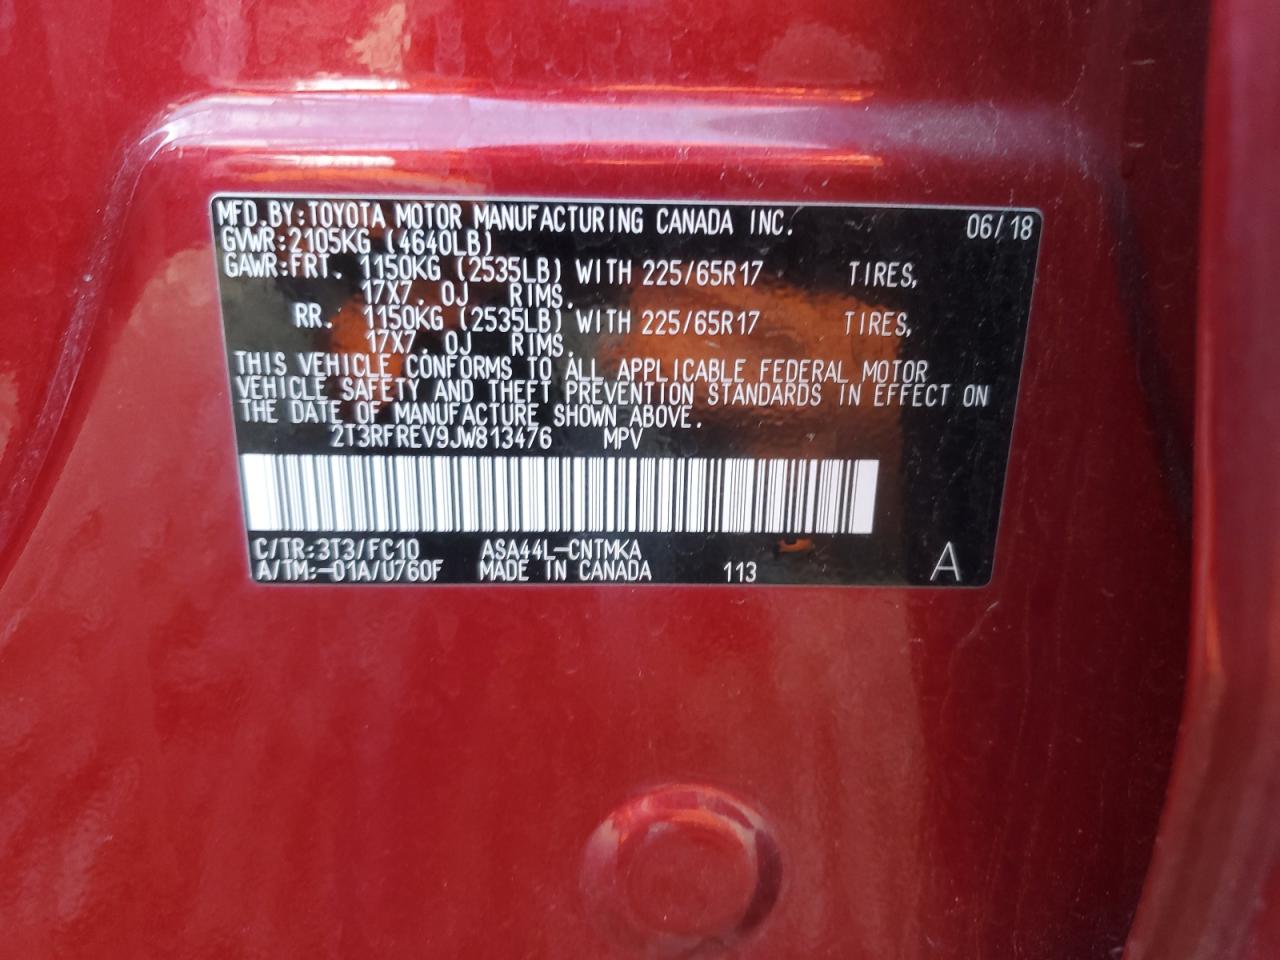 MFD.BY:TOYOTA MOTOR MANUFACTURING CANADA INC. 06/18
GVWR:2105KG (4640LB)
GAWR:FRT. 1150KG (2535LB) WITH 225/65R17 TIRES,
17X7.0J RIMS.
RR. 1150KG (2535LB) WITH 225/65R17 TIRES,
17X7.0J RIMS.
THIS VEHICLE CONFORMS TO ALL APPLICABLE FEDERAL MOTOR
VEHICLE SAFETY AND THEFT PREVENTION STANDARDS IN EFFECT ON
THE DATE OF MANUFACTURE SHOWN ABOVE.
2T3RFREV9JW813476 MPV
C/TR:3T3/FC10 ASA44L-CNTMKA
A/TM:-01A/U760F MADE IN CANADA 113 A